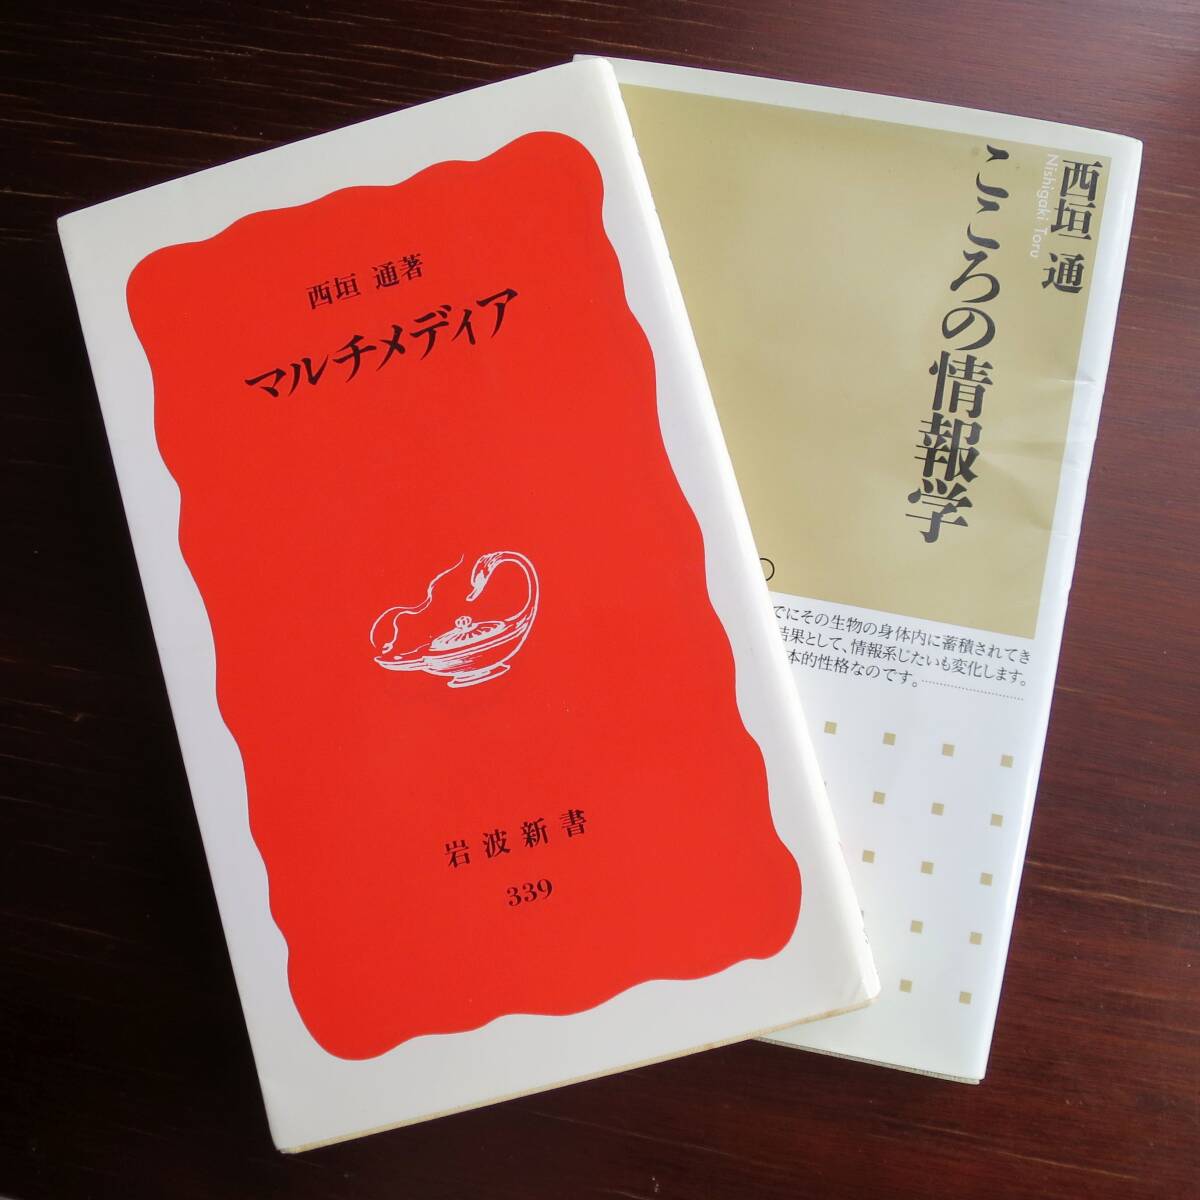 西垣 通著
マルチメディア
岩波新書
339
西垣 通
Nishigaki Toru
こころの情報学
でにその生物の身体内に蓄積されてき
結果として、情報系じたいも変化します。
本的性格なのです。